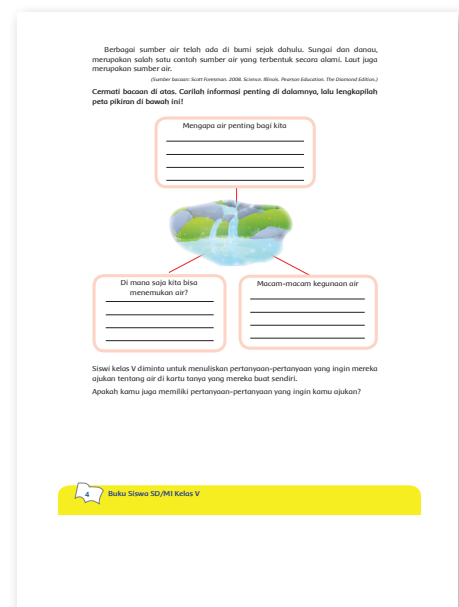 Berbagai sumber air telah ada di bumi sejak dahulu. Sungai dan danau,
merupakan salah satu contoh sumber air yang terbentuk secara alami. Laut juga
merupakan sumber air.
(Sumber bacaan: Scott Foresman. 2008. Science. Illinois. Pearson Education. The Diamond Edition.)
Cermati bacaan di atas. Carilah informasi penting di dalamnya, lalu lengkapilah
peta pikiran di bawah ini!
Mengapa air penting bagi kita
Di mana saja kita bisa
menemukan air?
Macam-macam kegunaan air
Siswi kelas V diminta untuk menuliskan pertanyaan-pertanyaan yang ingin mereka
ajukan tentang air di kartu tanya yang mereka buat sendiri.
Apakah kamu juga memiliki pertanyaan-pertanyaan yang ingin kamu ajukan?
4 Buku Siswa SD/MI Kelas V